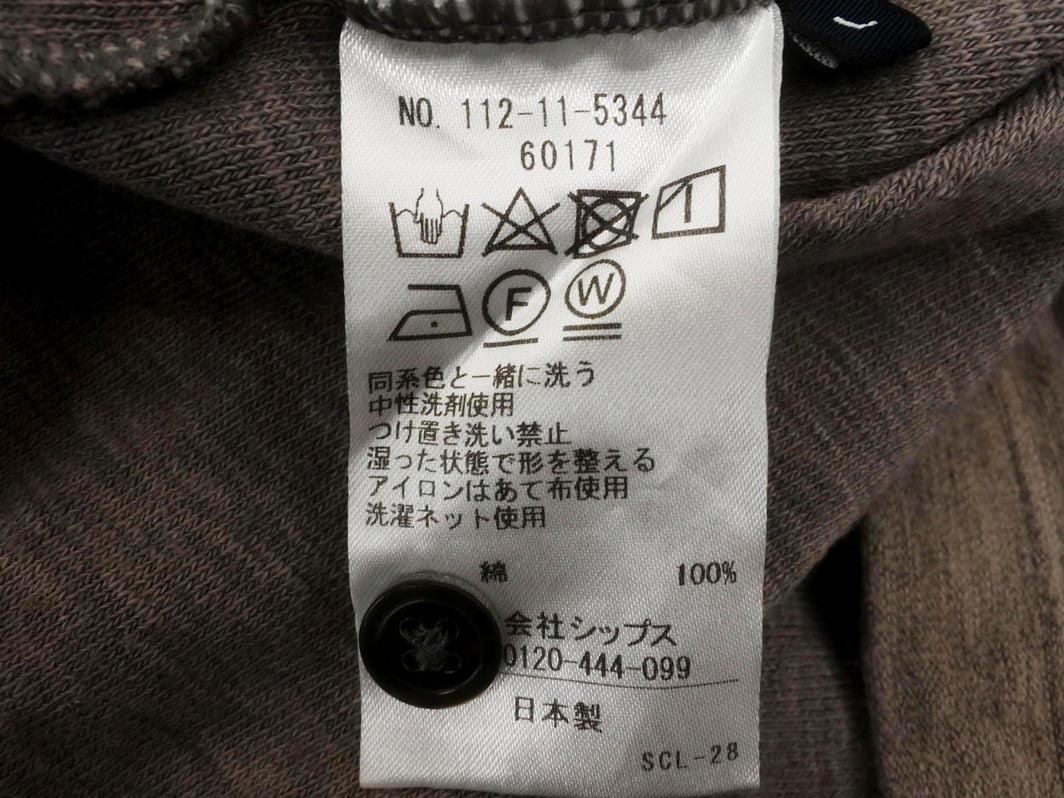 NO. 112-11-5344
60171
F W
同系色と一緒に洗う
中性洗剤使用
つけ置き洗い禁止
湿った状態で形を整える
アイロンはあて布使用
洗濯ネット使用
綿 100%
会社シップス
0120-444-099
日本製
SCL-28